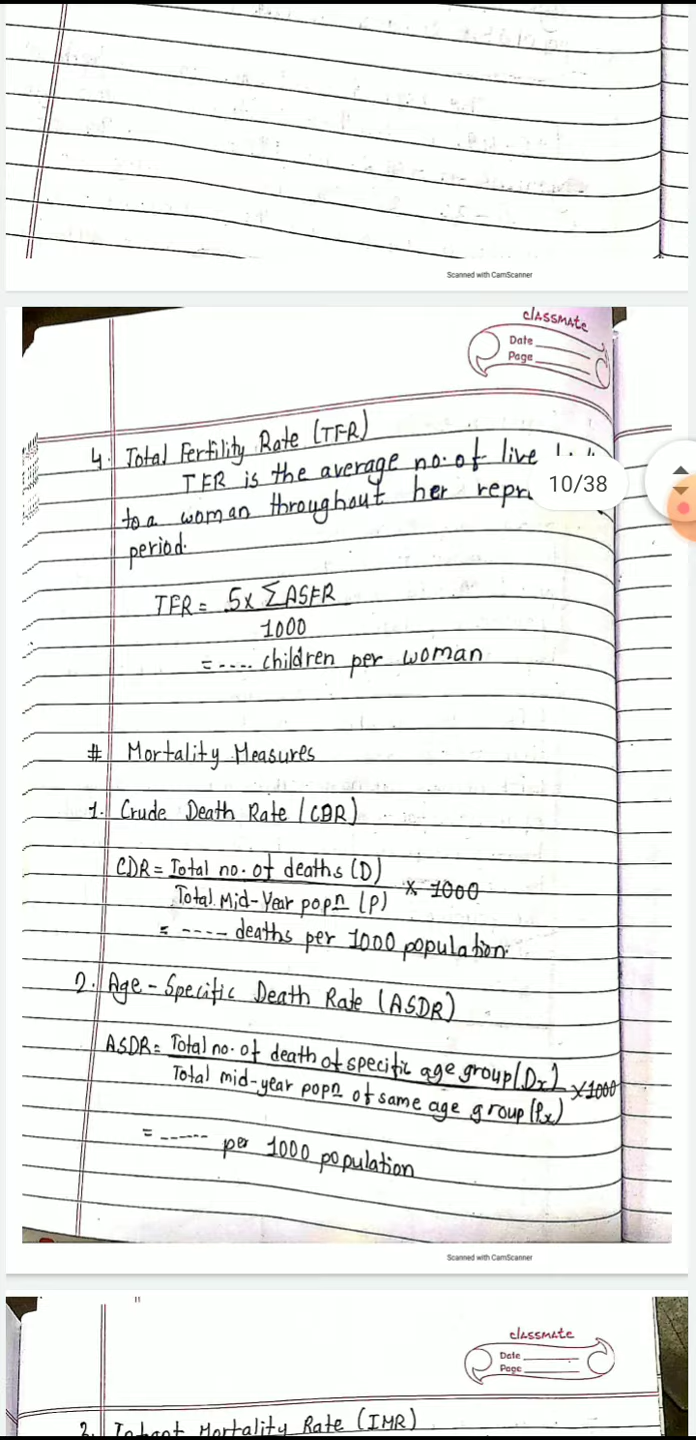 Scanned with CamScanner
classmate
Date
Page
4. Total Fertility Rate (TFR)
TFR is the average no. of live
to a woman throughout her repr
10/38
period.
TFR = 5x ΣASFR
1000
= .... children per woman
# Mortality Measures
1. Crude Death Rate (CDR)
CDR = Total no. of deaths (D)
Total Mid-Year popn (P)
x 1000
= ---- deaths per 1000 population.
2. Age-Specific Death Rate (ASDR)
ASDR = Total no. of death of specific age group (Dx)
Total mid-year popn of same age group (Px)
x 1000
= ------ per 1000 population
Scanned with CamScanner
classmate
Date
Page
3. Infant Mortality Rate (IMR)